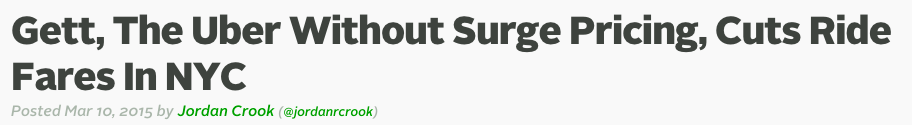 Gett, The Uber Without Surge Pricing, Cuts Ride
Fares In NYC
Posted Mar 10, 2015 by Jordan Crook (@jordanrcrook)